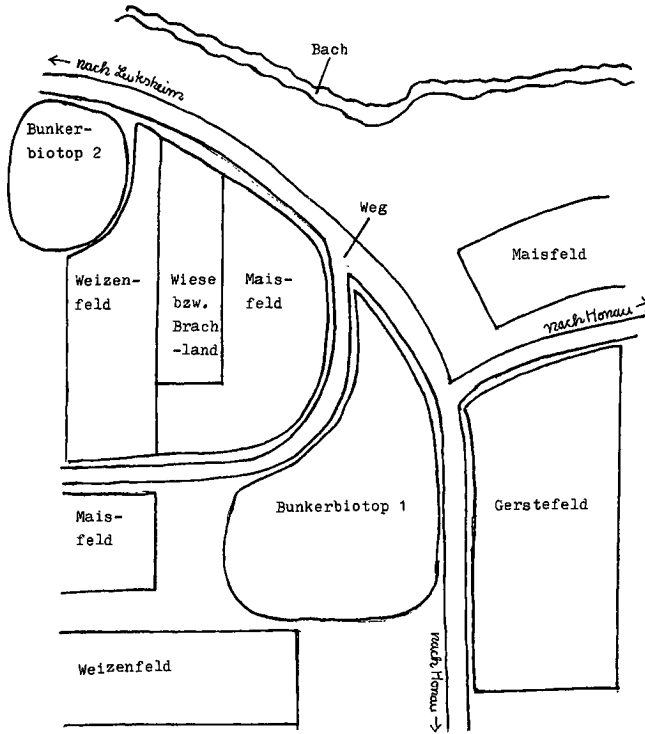 Bach
← nach Leuksheim
Bunker-
biotop 2
Weg
Maisfeld
Weizen-
feld
Wiese
bzw.
Brach
-land
Mais-
feld
nach Honau →
Mais-
feld
Bunkerbiotop 1
Gerstefeld
nach Honau →
Weizenfeld